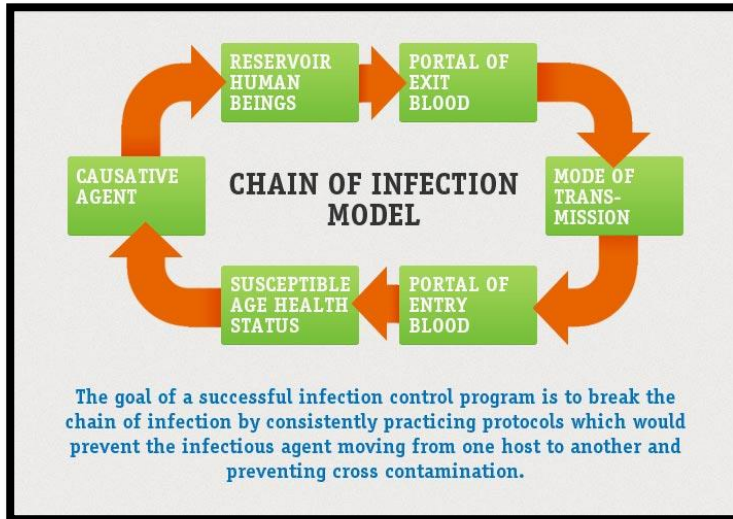 RESERVOIR
HUMAN
BEINGS
PORTAL OF
EXIT
BLOOD
CAUSATIVE
AGENT
CHAIN OF INFECTION
MODEL
MODE OF
TRANS-
MISSION
SUSCEPTIBLE
AGE HEALTH
STATUS
PORTAL OF
ENTRY
BLOOD
The goal of a successful infection control program is to break the
chain of infection by consistently practicing protocols which would
prevent the infectious agent moving from one host to another and
preventing cross contamination.